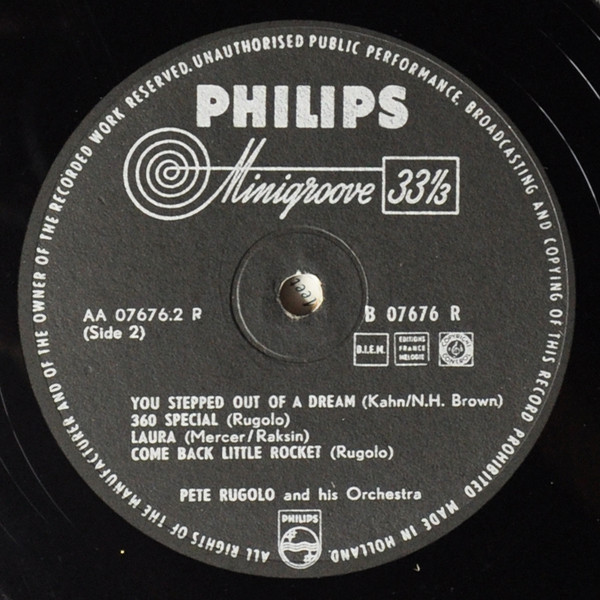 ALL RIGHTS OF THE MANUFACTURER AND OF THE OWNER OF THE RECORDED WORK RESERVED. UNAUTHORISED PUBLIC PERFORMANCE, BROADCASTING AND COPYING OF THIS RECORD PROHIBITED MADE IN HOLLAND.
PHILIPS
Minigroove 33⅓
AA 07676.2 R
(Side 2)
B 07676 R
B.I.E.M.
EDITIONS
FRANCE
MELODIE
YOU STEPPED OUT OF A DREAM (Kahn/N.H. Brown)
360 SPECIAL (Rugolo)
LAURA (Mercer/Raksin)
COME BACK LITTLE ROCKET (Rugolo)
PETE RUGOLO and his Orchestra
PHILIPS